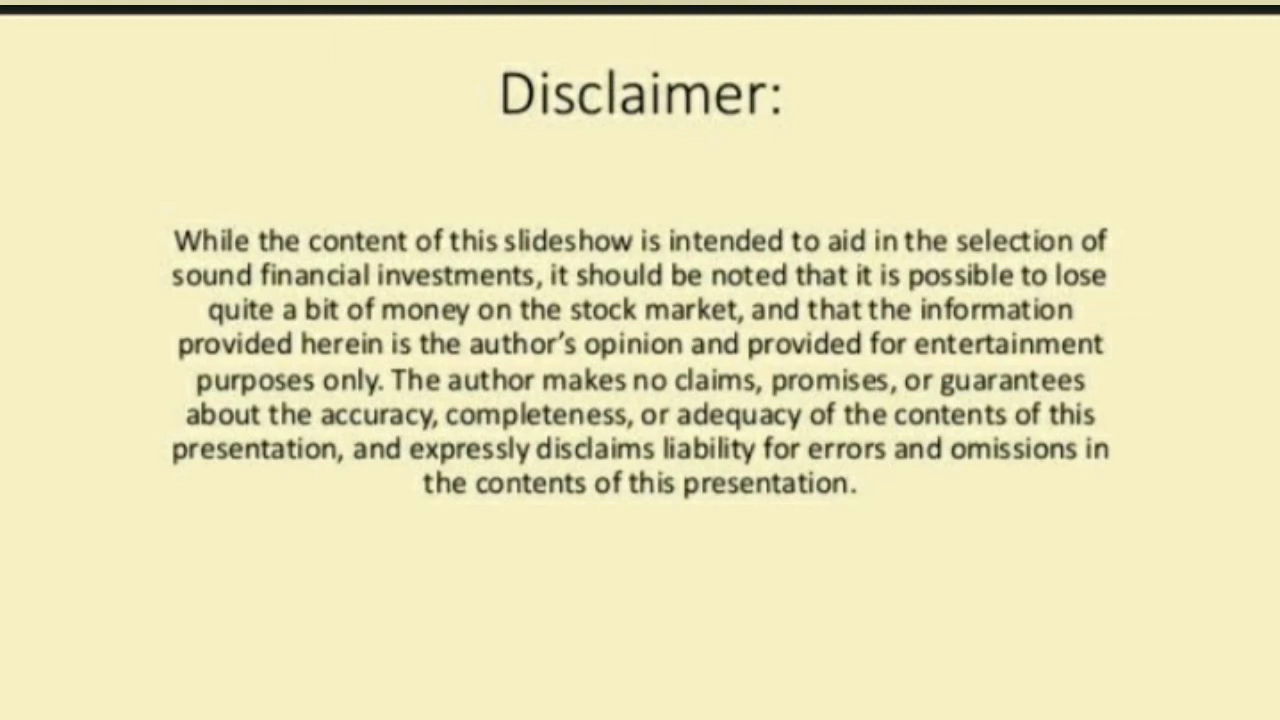 Disclaimer:
While the content of this slideshow is intended to aid in the selection of
sound financial investments, it should be noted that it is possible to lose
quite a bit of money on the stock market, and that the information
provided herein is the author’s opinion and provided for entertainment
purposes only. The author makes no claims, promises, or guarantees
about the accuracy, completeness, or adequacy of the contents of this
presentation, and expressly disclaims liability for errors and omissions in
the contents of this presentation.